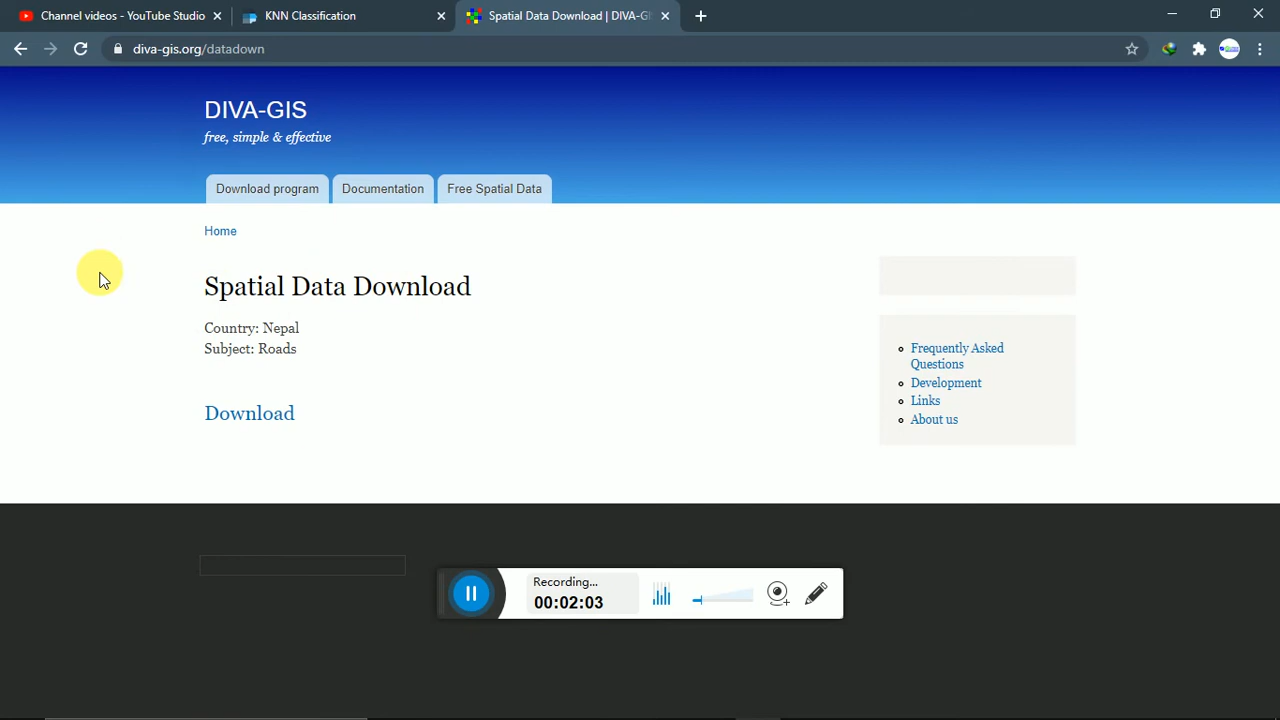 Channel videos - YouTube Studio
KNN Classification
Spatial Data Download | DIVA-GI
diva-gis.org/datadown
DIVA-GIS
free, simple & effective
Download program
Documentation
Free Spatial Data
Home
Spatial Data Download
Country: Nepal
Subject: Roads
Download
Frequently Asked
Questions
Development
Links
About us
Recording...
00:02:03